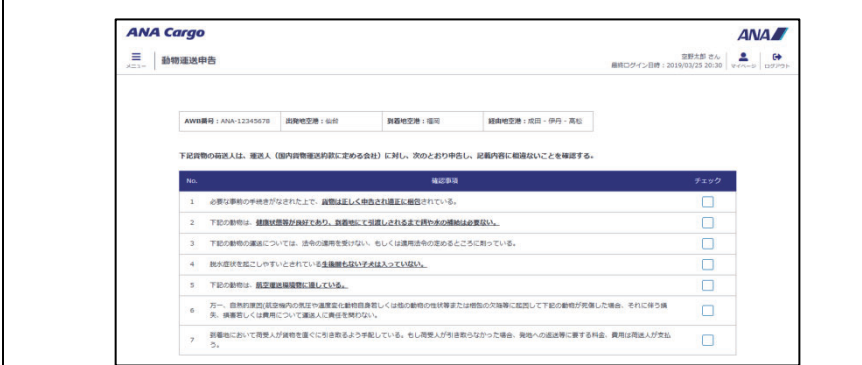 ANA Cargo
ANA
メニュー
動物運送申告
最終ログイン日時:2019/03/25 20:30
マイページ
ログアウト
AWB番号:ANA-12345678 出発地空港:仙台 到着地空港:福岡 経由地空港:成田・伊丹・高松
下記貨物の荷送人は、運送人(国内貨物運送約款に定める会社)に対し、次のとおり申告し、記載内容に相違ないことを確認する。
No. 確認事項 チェック
1 必要な事前の手続きがなされた上で、貨物は正しく申告され適正に梱包されている。
2 下記の動物は、健康状態等が良好であり、到着地にて引渡しされるまで餌や水の補給は必要ない。
3 下記の動物の運送については、法令の適用を受けない、もしくは適用法令の定めるところに則っている。
4 脱水症状を起こしやすいとされている生後間もない子犬は入っていない。
5 下記の動物は、航空運送に適している。
6 万一、自然的原因(航空機内の気圧や温度変化動物自身若しくは他の動物の性状等または梱包の欠陥等に起因して下記の動物が死傷した場合、それに伴う損
失、損害若しくは費用について運送人に責任を問わない。
7 到着地において荷受人が貨物を直ぐに引き取るよう手配している。もし荷受人が引き取らなかった場合、発地への返送等に要する料金、費用は荷送人が支払
う。